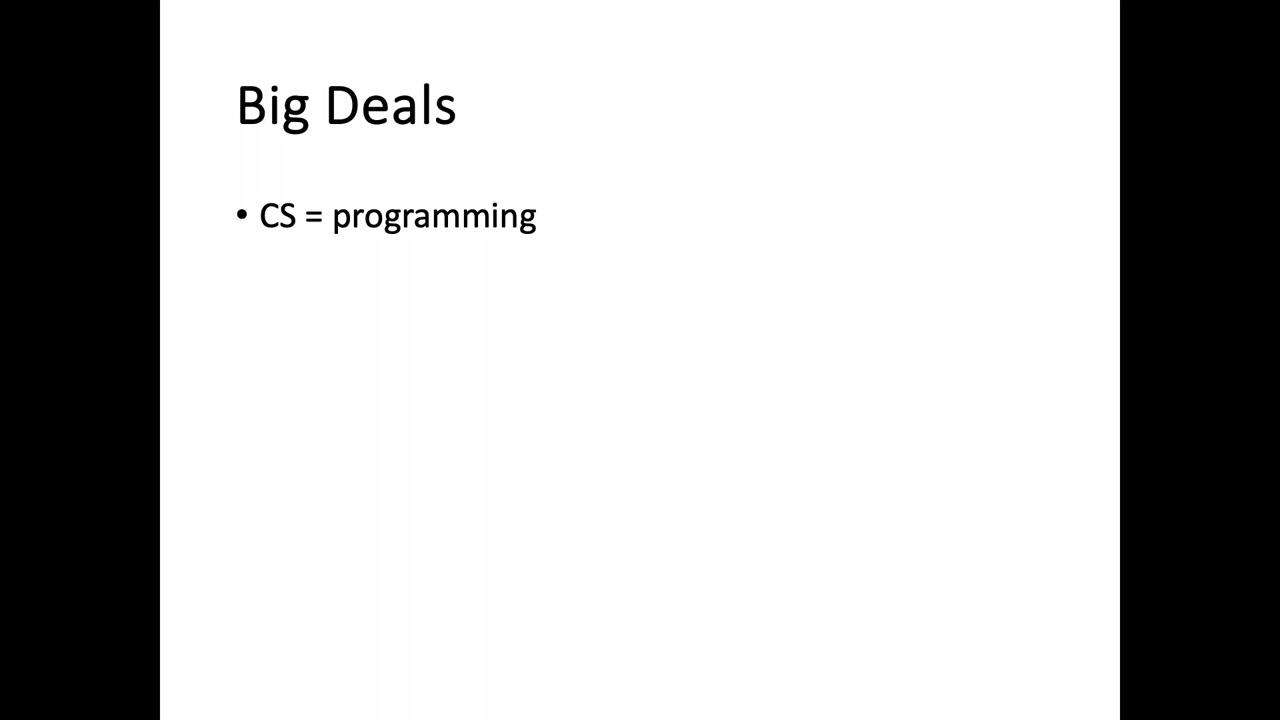 Big Deals
• CS = programming